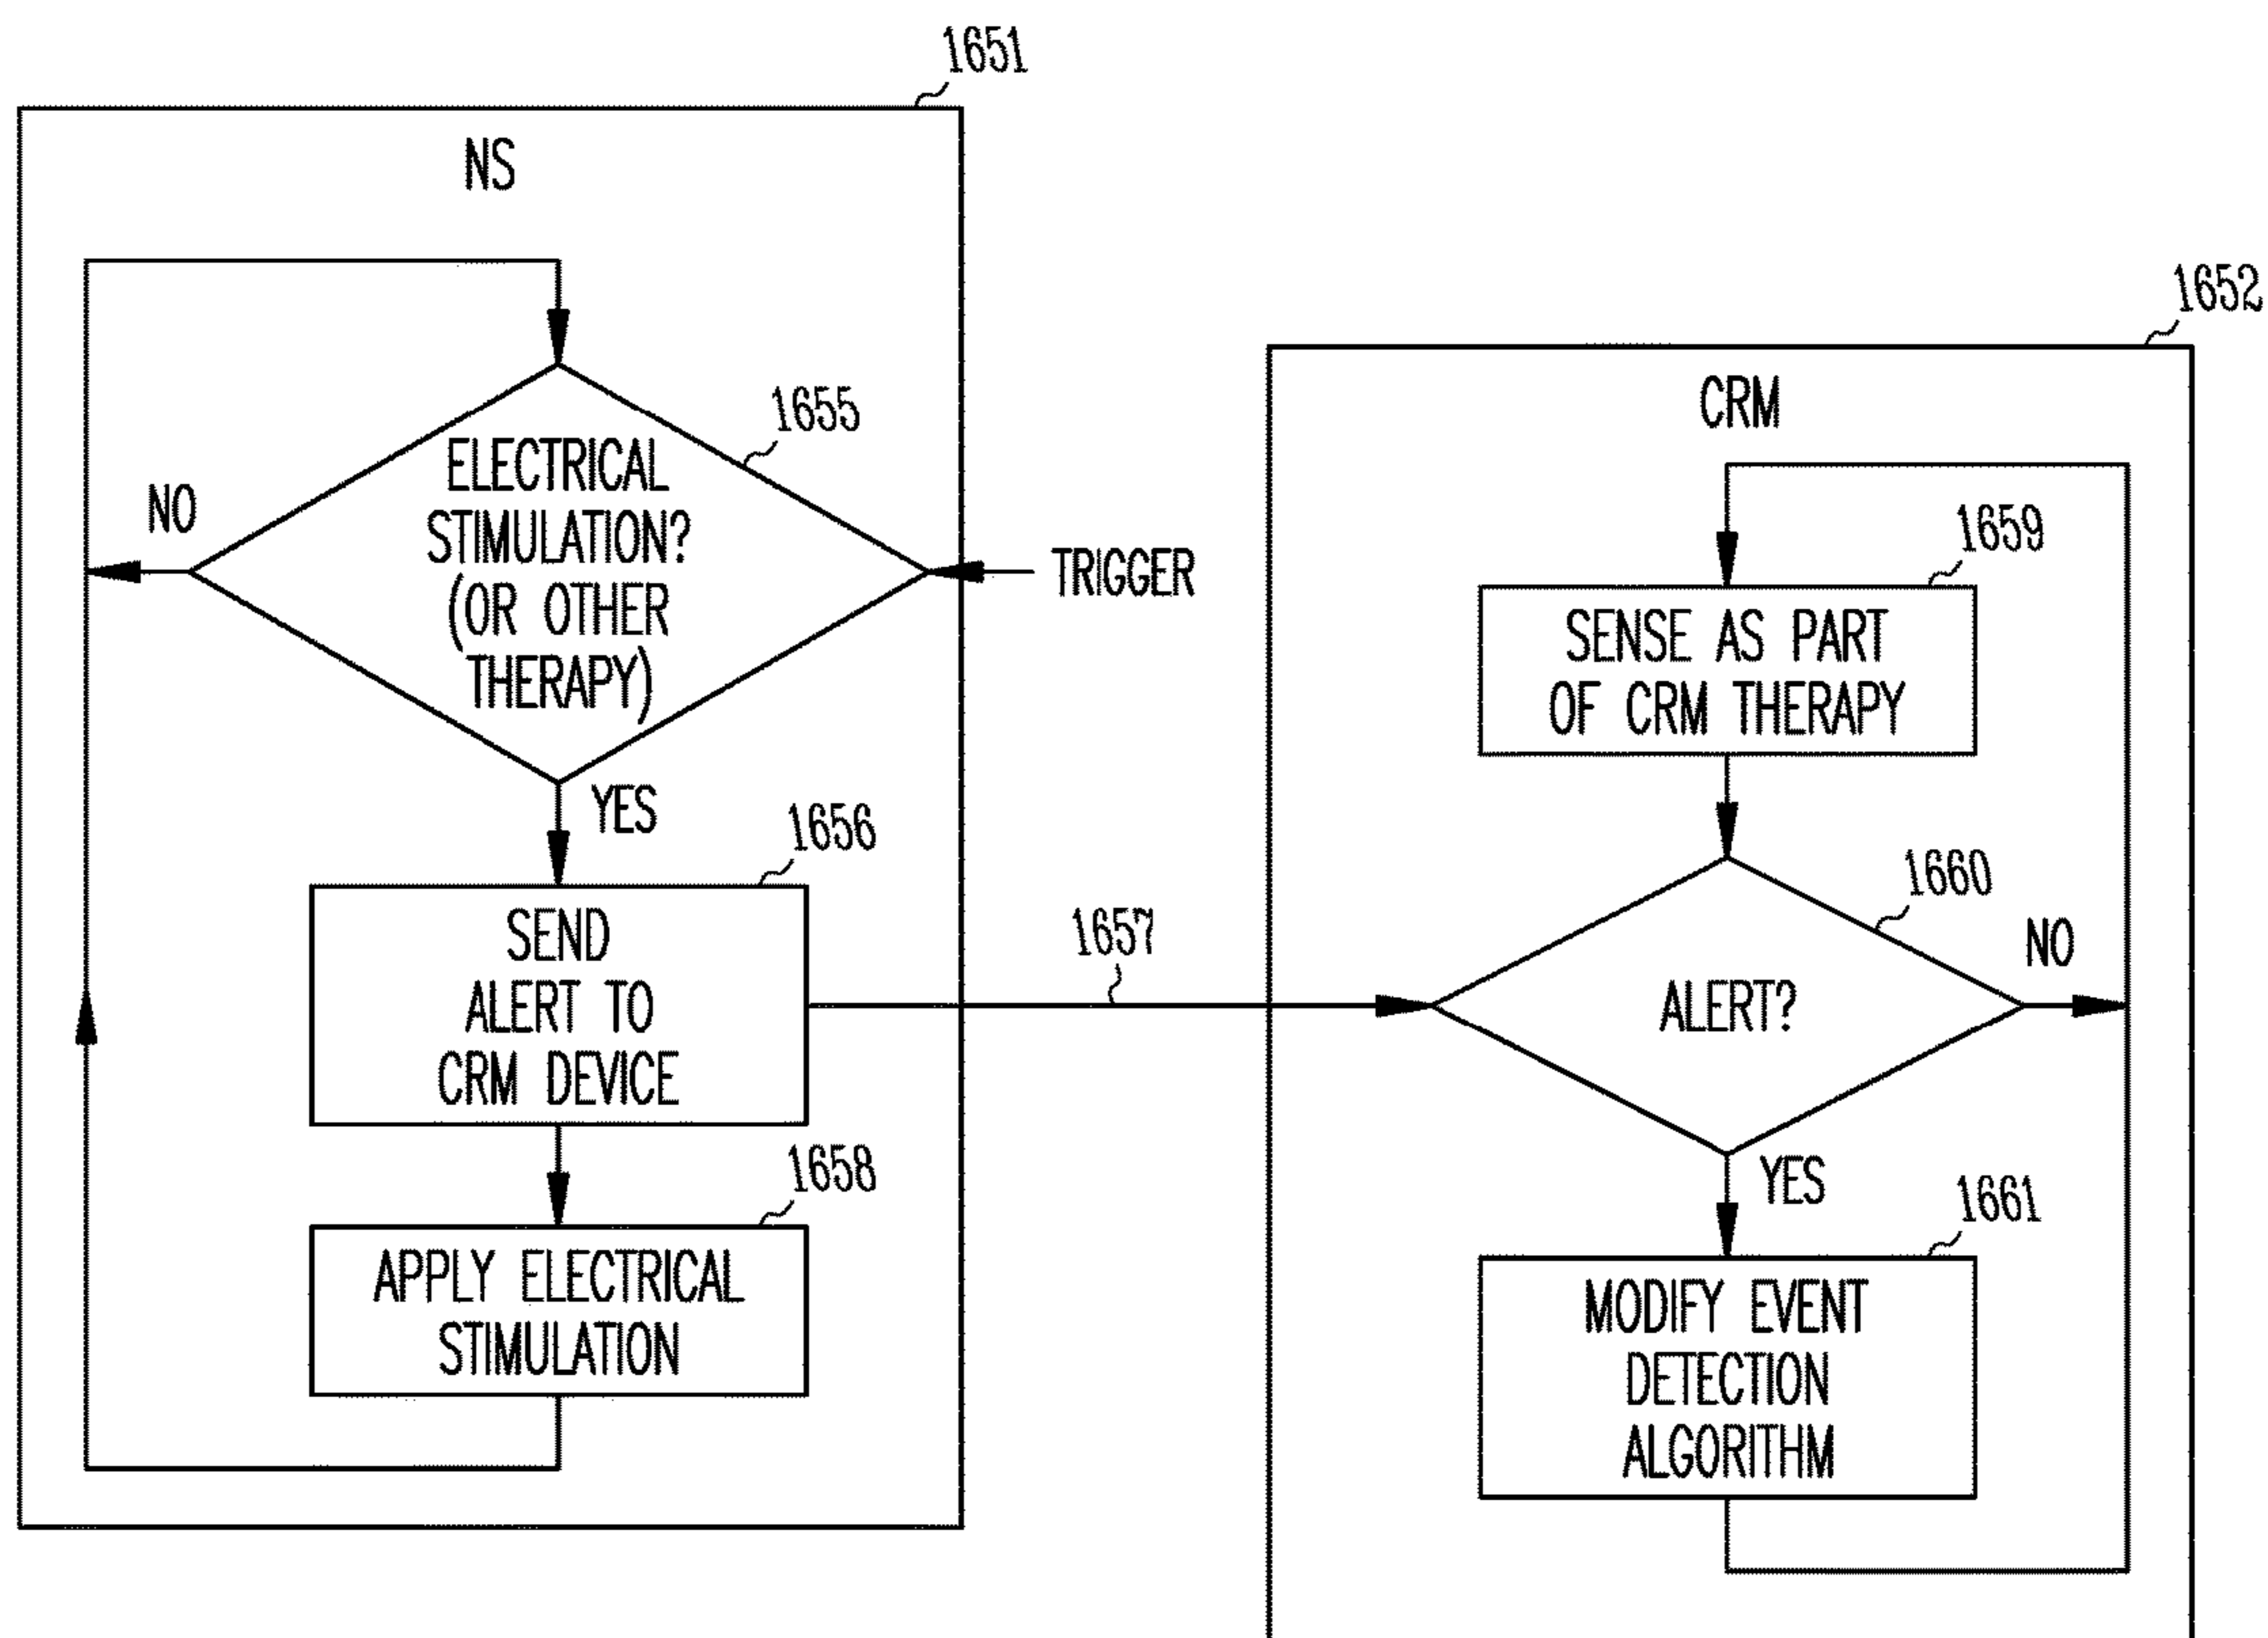 1651
NS
1655
ELECTRICAL
STIMULATION?
(OR OTHER
THERAPY)
NO
TRIGGER
YES
1656
SEND
ALERT TO
CRM DEVICE
1657
1658
APPLY ELECTRICAL
STIMULATION
1652
CRM
1659
SENSE AS PART
OF CRM THERAPY
1660
ALERT?
NO
YES
1661
MODIFY EVENT
DETECTION
ALGORITHM